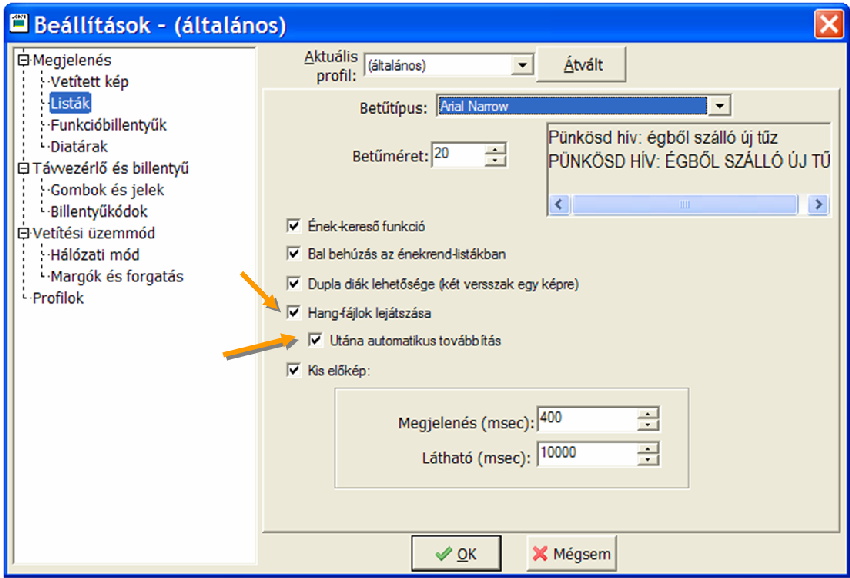 Beállítások - (általános)
Megjelenés
Vetített kép
Listák
Funkcióbillentyűk
Diatárak
Távvezérlő és billentyű
Gombok és jelek
Billentyűkódok
Vetítési üzemmód
Hálózati mód
Margók és forgatás
Profilok
Aktuális
profil:
(általános)
Átvált
Betűtípus:
Arial Narrow
Betűméret:
20
Pünkösd hív: égből szálló új tűz
PÜNKÖSD HÍV: ÉGBŐL SZÁLLÓ ÚJ TŰ
Ének-kereső funkció
Bal behúzás az énekrend-listákban
Dupla diák lehetősége (két versszak egy képre)
Hang-fájlok lejátszása
Utána automatikus továbbítás
Kis előkép:
Megjelenés (msec):
400
Látható (msec):
10000
OK
Mégsem